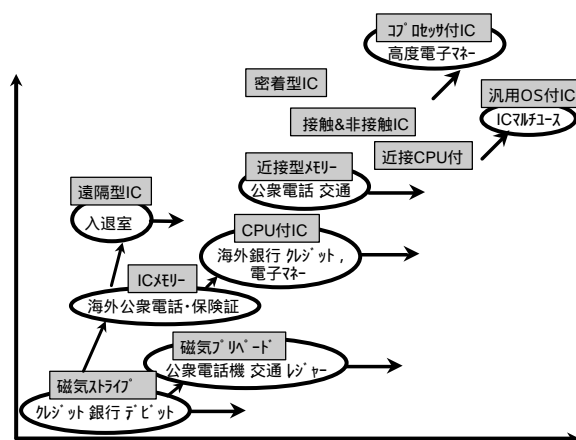 コプロセッサ付IC
高度電子マネー
密着型IC
汎用OS付IC
ICマルチユース
接触&非接触IC
近接CPU付
近接型メモリー
公衆電話 交通
遠隔型IC
入退室
CPU付IC
海外銀行 クレジット ,
電子マネー
ICメモリー
海外公衆電話・保険証
磁気プリペード
公衆電話機 交通 レジャー
磁気ストライプ
クレジット 銀行 デビット